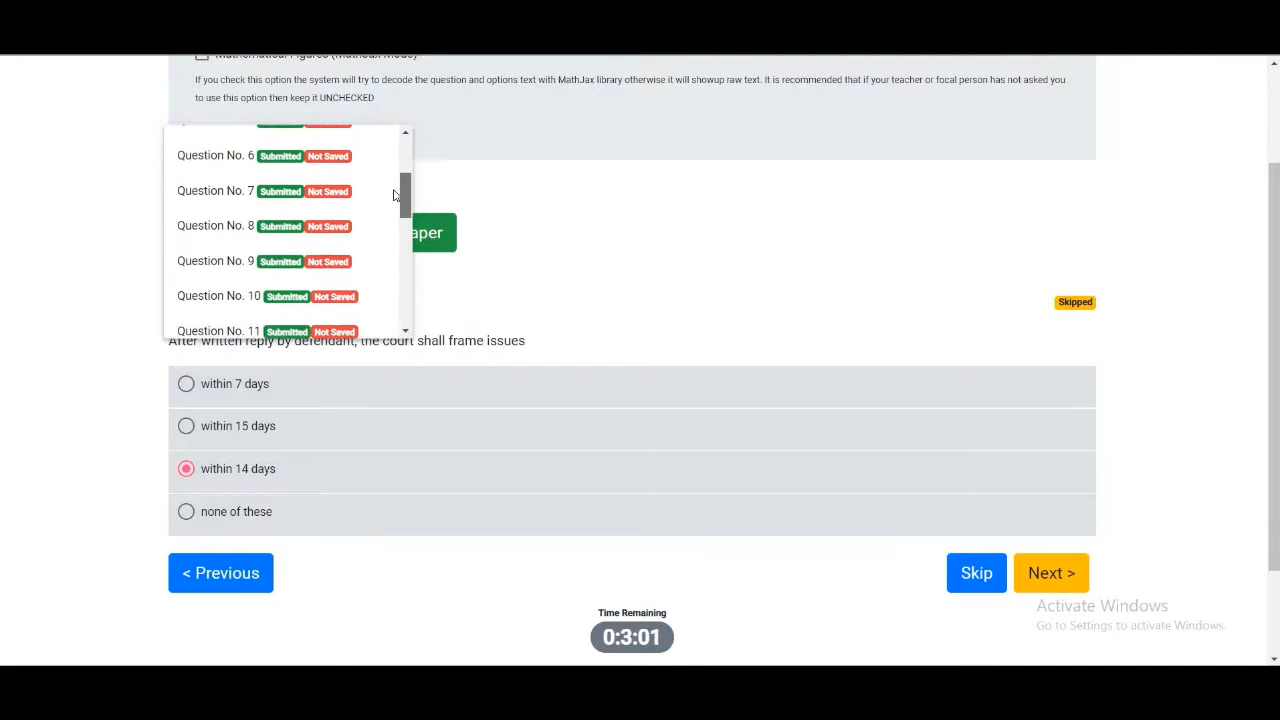 If you check this option the system will try to decode the question and options text with MathJax library otherwise it will showup raw text. It is recommended that if your teacher or focal person has not asked you
to use this option then keep it UNCHECKED
Question No. 6 Submitted Not Saved
Question No. 7 Submitted Not Saved
Question No. 8 Submitted Not Saved
aper
Question No. 9 Submitted Not Saved
Question No. 10 Submitted Not Saved
Skipped
Question No. 11 Submitted Not Saved
After written reply by defendant, the court shall frame issues
within 7 days
within 15 days
within 14 days
none of these
< Previous
Skip
Next >
Time Remaining
0:3:01
Activate Windows
Go to Settings to activate Windows.